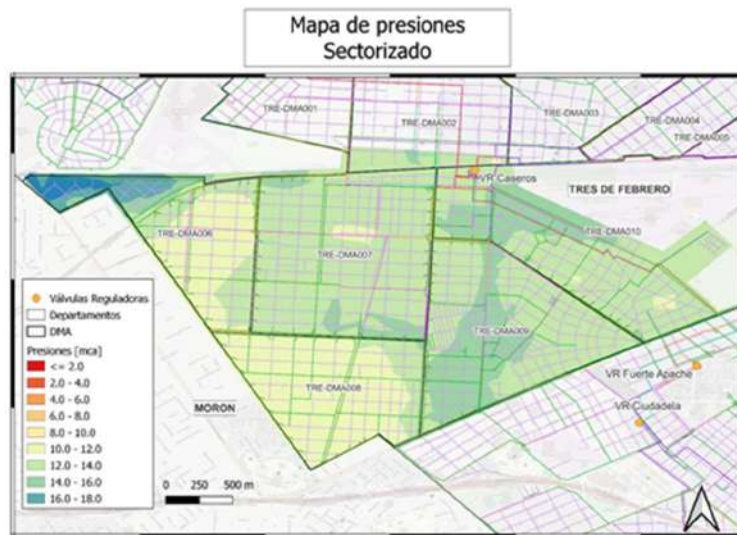 Mapa de presiones
Sectorizado
TRE-DMA001
TRE-DMA002
TRE-DMA003
TRE-DMA004
TRE-DMA005
VR Caseros
TRES DE FEBRERO
TRE-DMA006
TRE-DMA007
TRE-DMA010
TRE-DMA009
TRE-DMA008
MORON
VR Fuerte Apache
VR Ciudadela
Válvulas Reguladoras
Departamentos
DMA
Presiones [mca]
<= 2.0
2.0 - 4.0
4.0 - 6.0
6.0 - 8.0
8.0 - 10.0
10.0 - 12.0
12.0 - 14.0
14.0 - 16.0
16.0 - 18.0
0 250 500 m